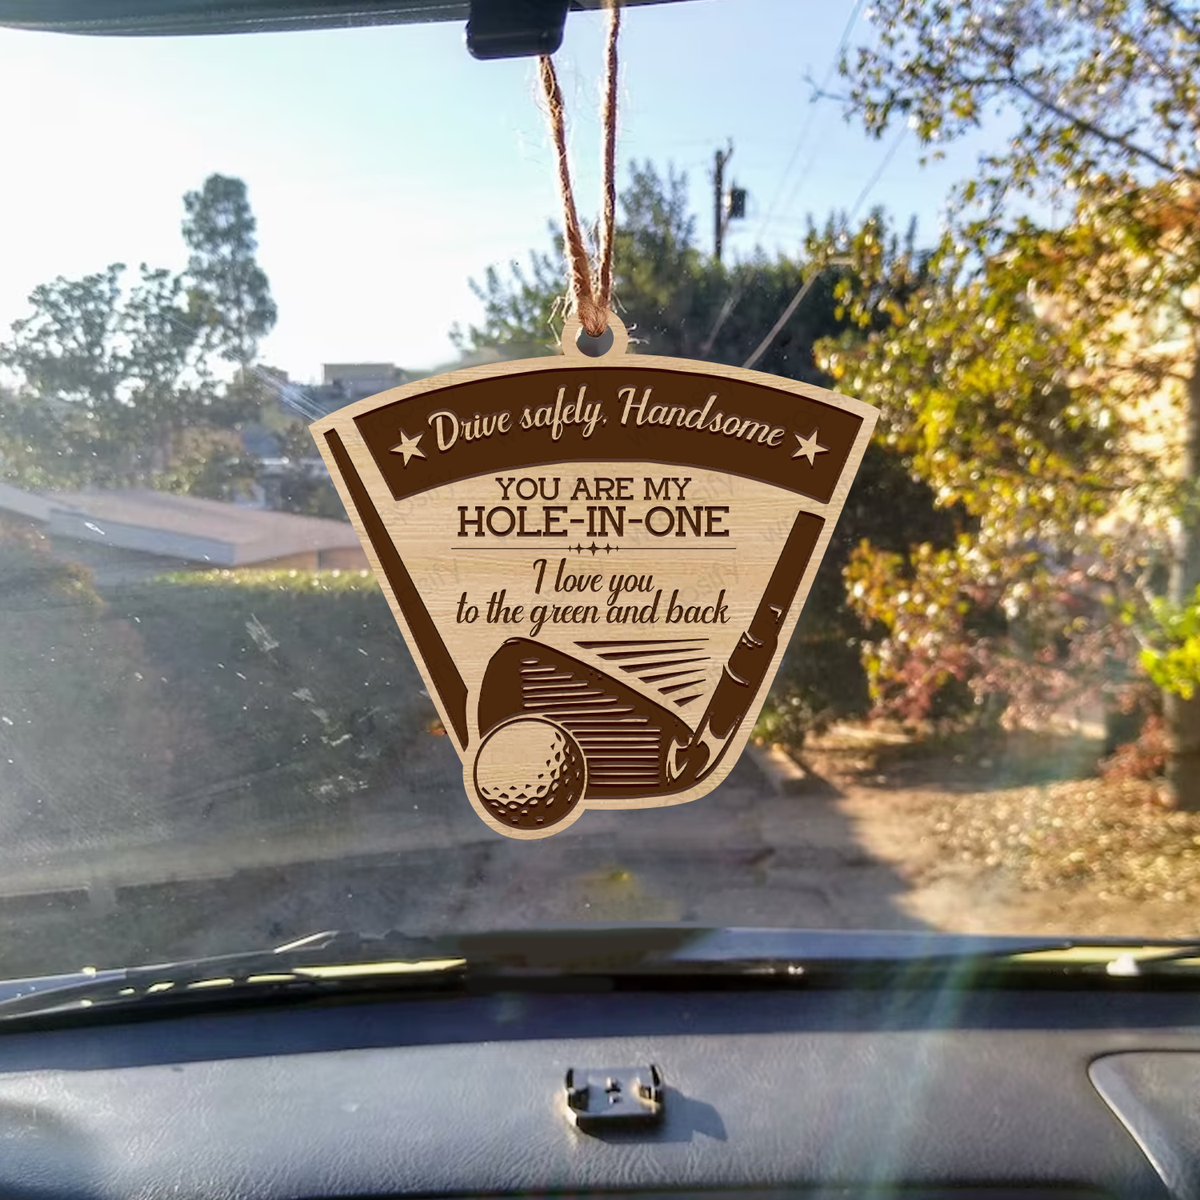 Drive safely, Handsome
YOU ARE MY
HOLE-IN-ONE
I love you
to the green and back